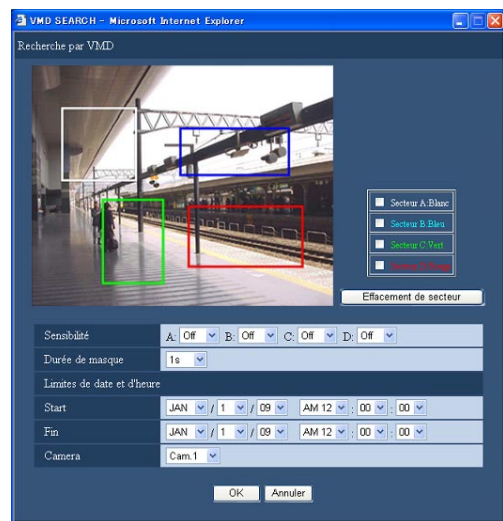 VMD SEARCH - Microsoft Internet Explorer
Recherche par VMD
Secteur A:Blanc
Secteur B:Bleu
Secteur C:Vert
Secteur D:Rouge
Effacement de secteur
Sensibilité A: Off B: Off C: Off D: Off
Durée de masque 1s
Limites de date et d'heure
Start JAN / 1 / 09 AM 12 : 00 : 00
Fin JAN / 1 / 09 AM 12 : 00 : 00
Camera Cam.1
OK Annuler